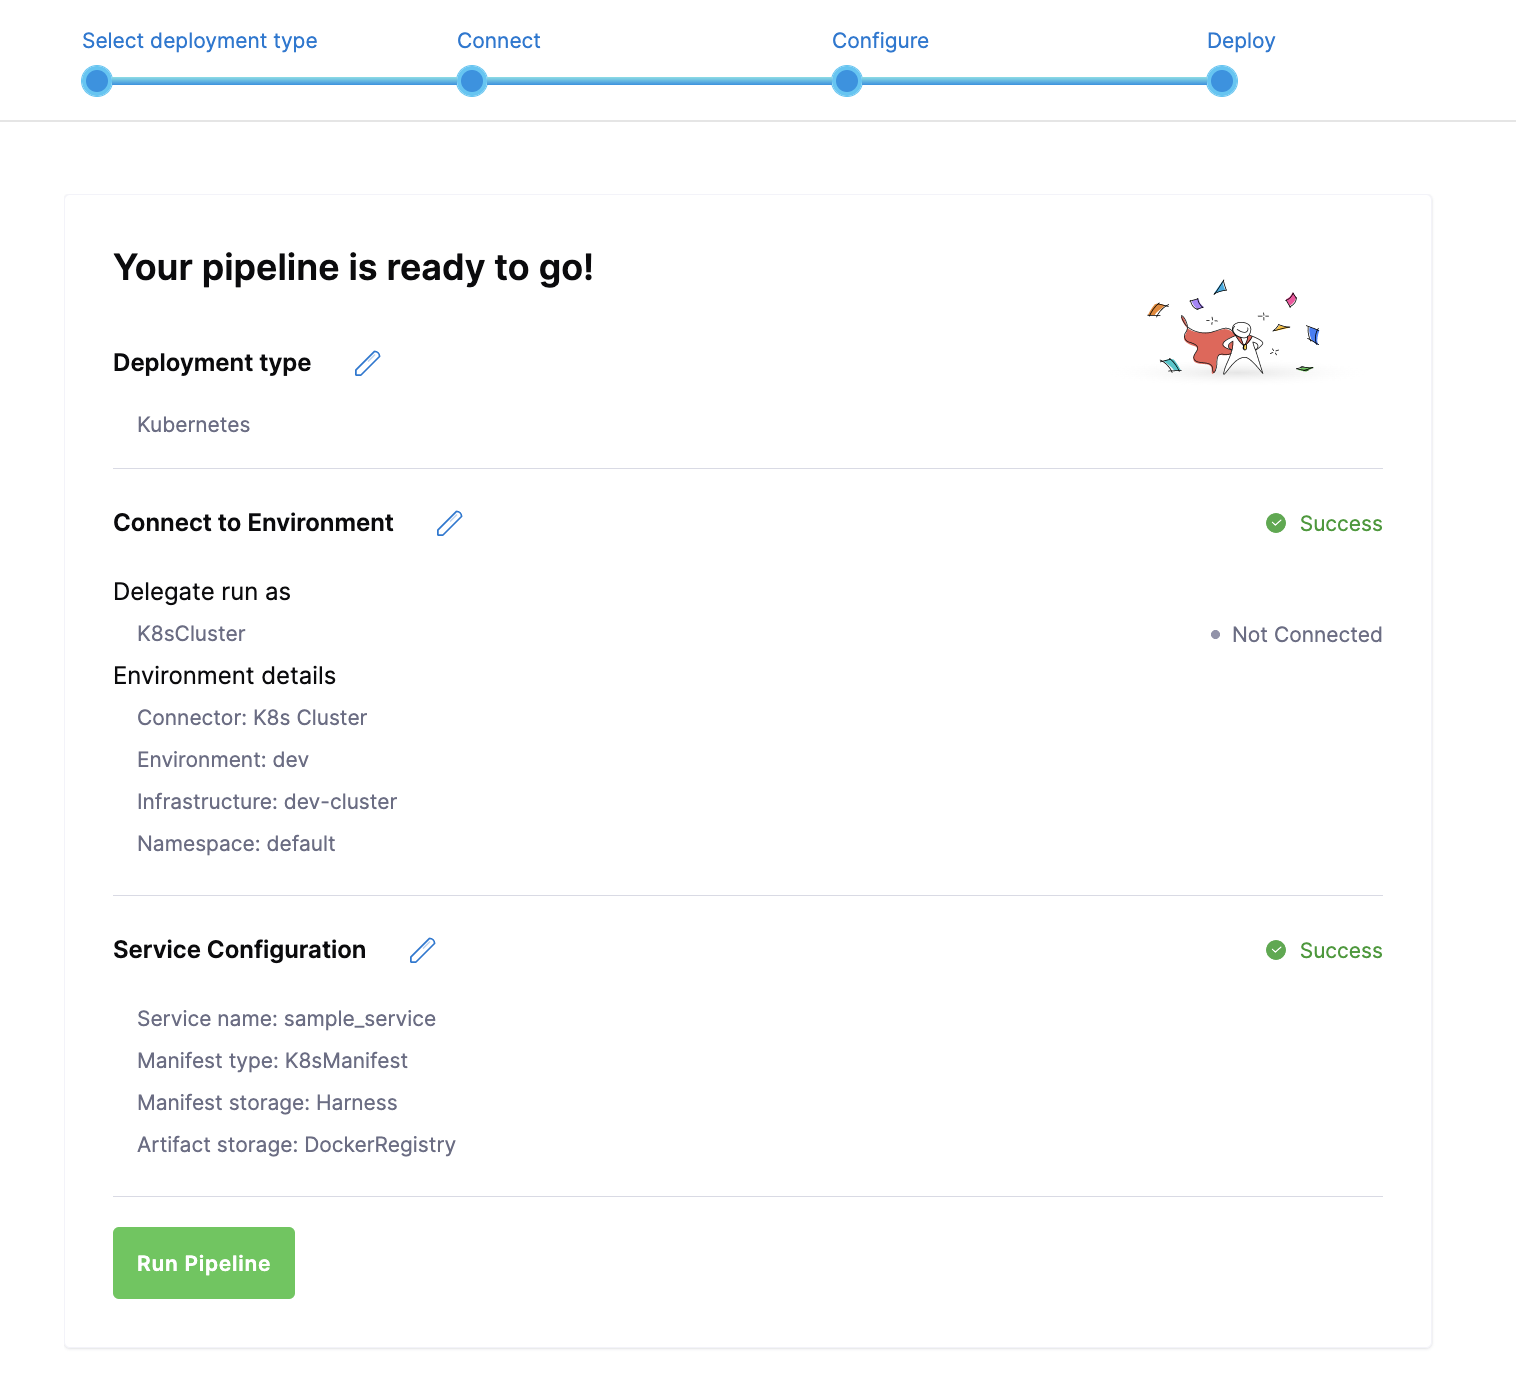 Select deployment type
Connect
Configure
Deploy
Your pipeline is ready to go!
Deployment type
Kubernetes
Connect to Environment
Success
Delegate run as
K8sCluster
Not Connected
Environment details
Connector: K8s Cluster
Environment: dev
Infrastructure: dev-cluster
Namespace: default
Service Configuration
Success
Service name: sample_service
Manifest type: K8sManifest
Manifest storage: Harness
Artifact storage: DockerRegistry
Run Pipeline